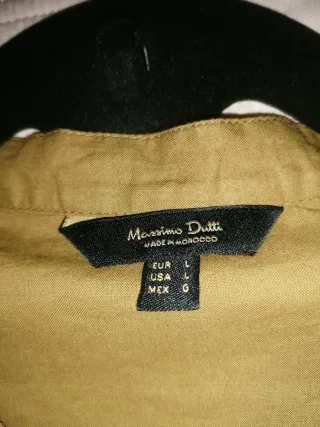 Massimo Dutti
MADE IN MOROCCO
EUR L
USA L
MEX G